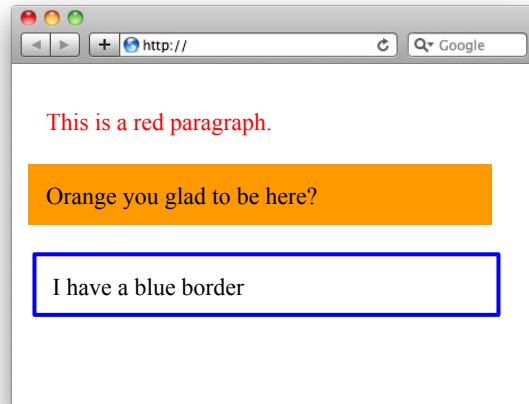 http://
Google
This is a red paragraph.
Orange you glad to be here?
I have a blue border